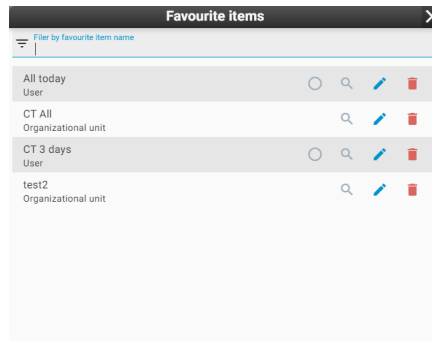 Favourite items
Filer by favourite item name
All today
User
CT All
Organizational unit
CT 3 days
User
test2
Organizational unit